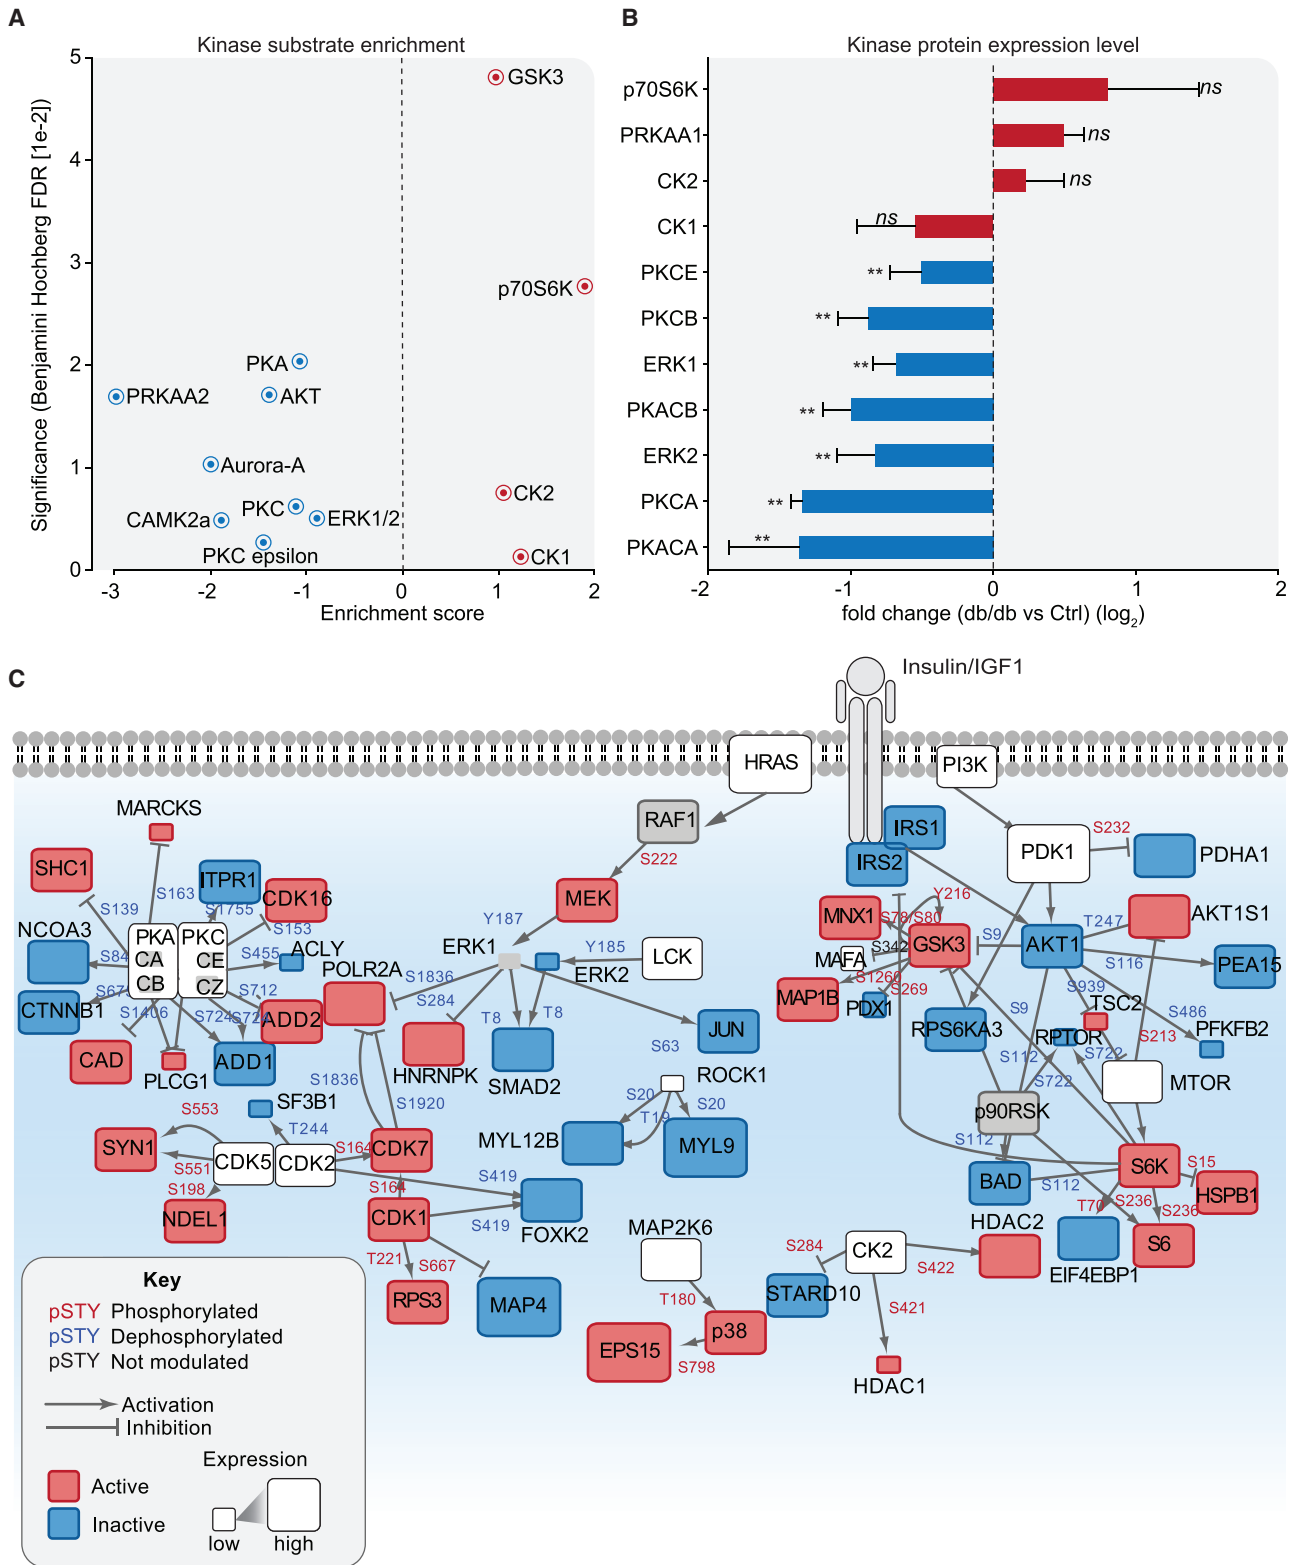 A
Kinase substrate enrichment
Significance (Benjamini Hochberg FDR [1e-2])
5
4
3
2
1
0
GSK3
p70S6K
PKA
PRKAA2
AKT
Aurora-A
CK2
PKC
CAMK2a
ERK1/2
PKC epsilon
CK1
-3
-2
-1
0
1
2
Enrichment score
B
Kinase protein expression level
p70S6K
ns
PRKAA1
ns
CK2
ns
CK1
ns
PKCE
**
PKCB
**
ERK1
**
PKACB
**
ERK2
**
PKCA
**
PKACA
**
-2
-1
0
1
2
fold change (db/db vs Ctrl) (log2)
C
Insulin/IGF1
HRAS
PI3K
MARCKS
RAF1
IRS1
IRS2
PDK1
S232
PDHA1
SHC1
S163
ITPR1
S1755
CDK16
S139
S153
S222
MEK
Y187
MNX1
S78/S80
Y216
GSK3
S9
AKT1
T247
AKT1S1
NCOA3
PKA
CA
CB
PKC
CE
CZ
S84
S455
ACLY
POLR2A
ERK1
Y185
ERK2
LCK
S342
MAFA
S1260
S269
MAP1B
PDX1
S116
PEA15
CTNNB1
S675
S712
S1836
S284
S1406
S724
ADD2
ADD1
CAD
PLCG1
HNRNPK
T8
T8
SMAD2
JUN
S63
S9
S939
TSC2
S486
PFKFB2
RPS6KA3
RPTOR
S213
S112
S722
S722
MTOR
S1836
S1920
SF3B1
T244
S553
SYN1
S551
S198
NDEL1
CDK5
CDK2
S164
CDK7
S164
CDK1
S419
S419
FOXK2
ROCK1
S20
T19
S20
MYL12B
MYL9
p90RSK
S112
BAD
S112
S6K
S15
HSPB1
T70
S236
S236
S6
EIF4EBP1
T221
S667
RPS3
MAP4
MAP2K6
T180
p38
EPS15
S798
CK2
S284
STARD10
S422
HDAC2
S421
HDAC1
Key
pSTY Phosphorylated
pSTY Dephosphorylated
pSTY Not modulated
Activation
Inhibition
Expression
Active
Inactive
low
high